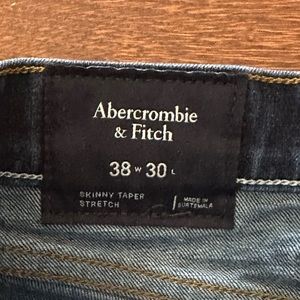 Abercrombie
& Fitch
38 W 30 L
SKINNY TAPER
STRETCH
MADE IN
GUATEMALA